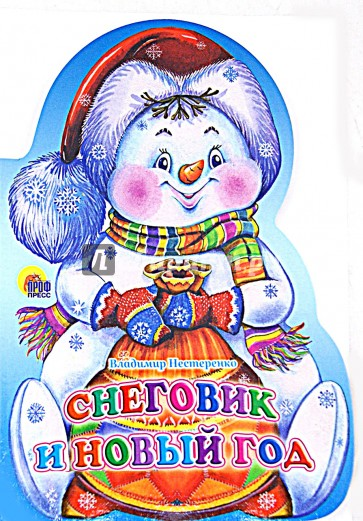 ПРОФ
ПРЕСС
Владимир Нестеренко
СНЕГОВИК
И НОВЫЙ ГОД